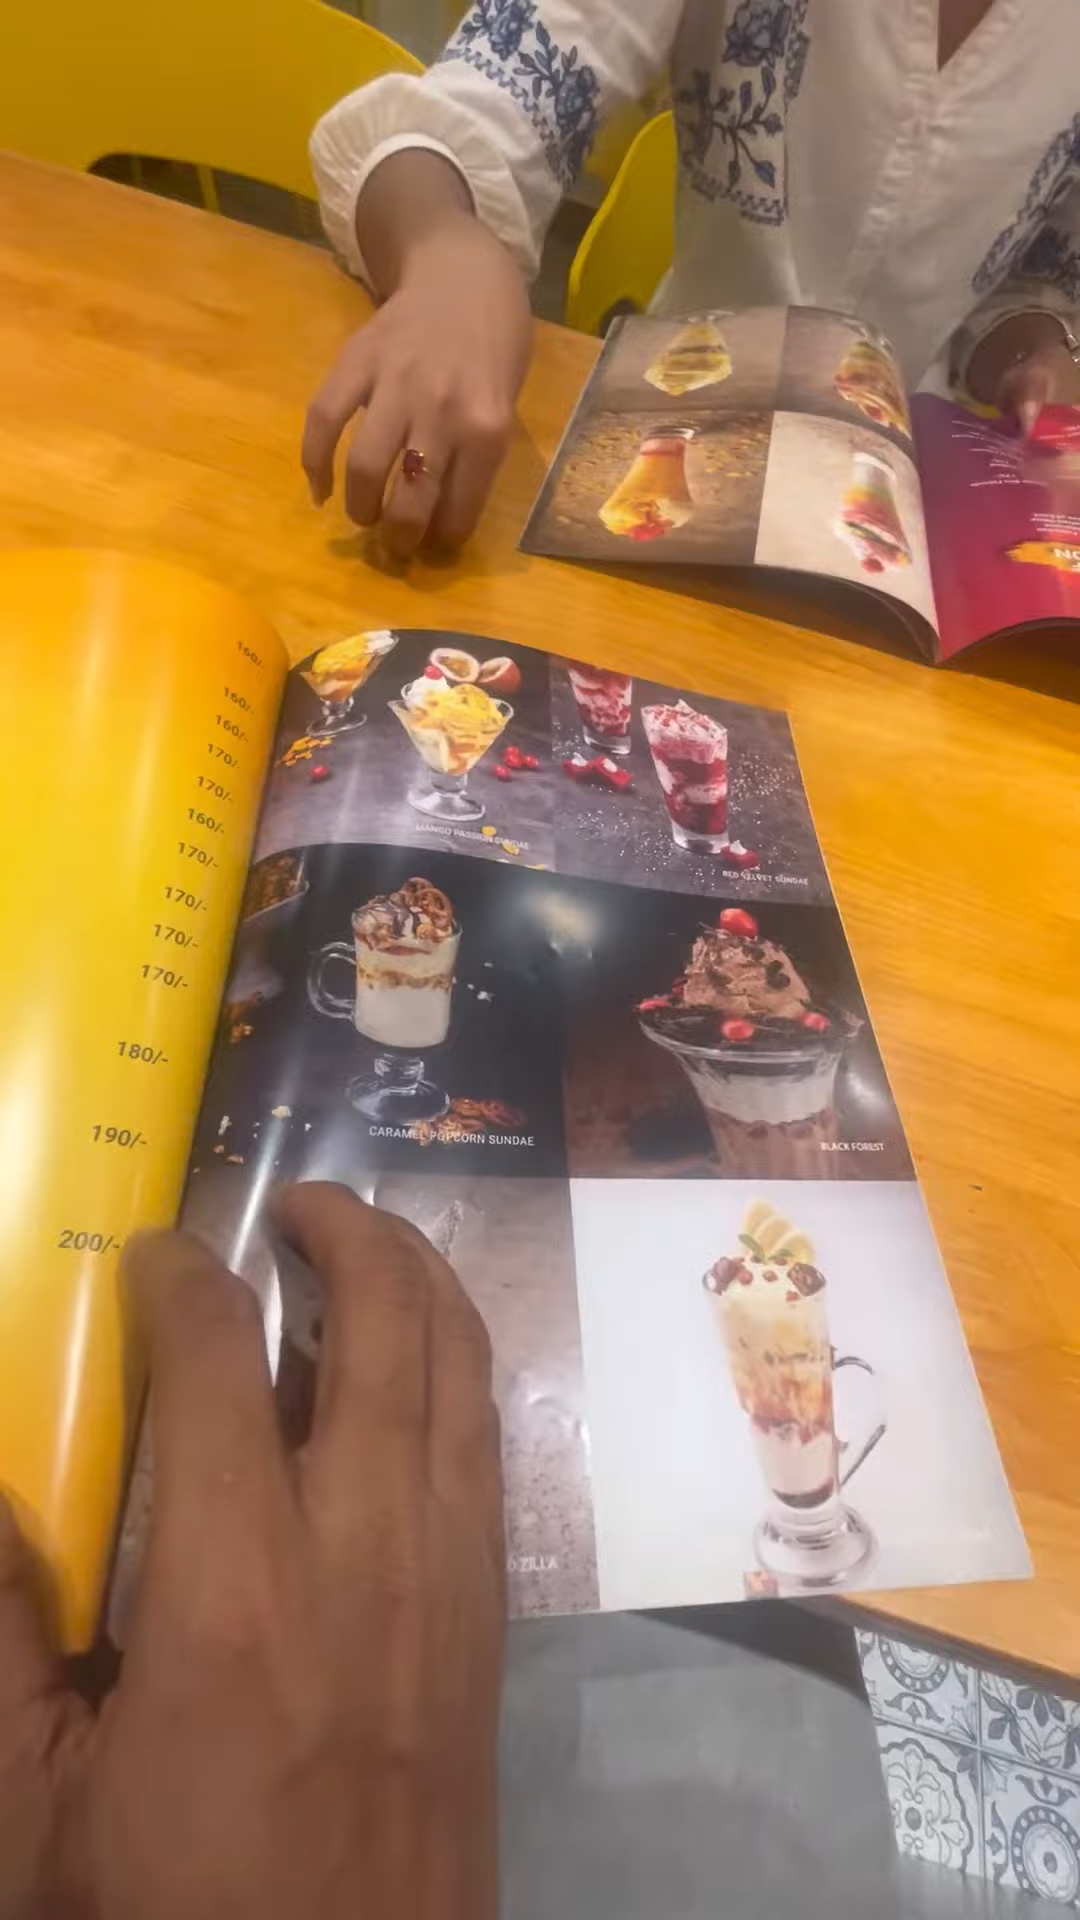 160/-
160/-
160/-
170/-
170/-
160/-
170/-
170/-
170/-
170/-
180/-
190/-
200/-
MANGO PASSION SUNDAE
RED VELVET SUNDAE
CARAMEL POPCORN SUNDAE
BLACK FOREST
ZILLA